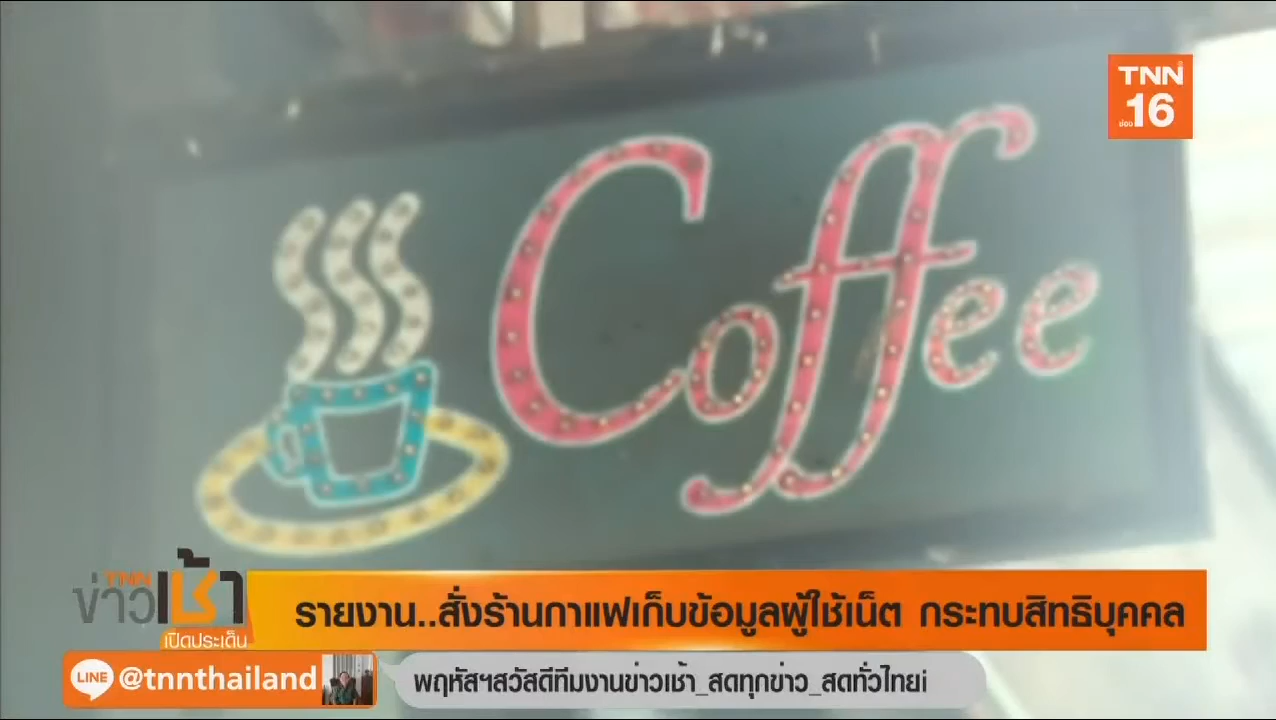 TNN
ช่อง 16
Coffee
TNN
ข่าวเช้า
เปิดประเด็น
รายงาน..สั่งร้านกาแฟเก็บข้อมูลผู้ใช้เน็ต กระทบสิทธิบุคคล
LINE @tnnthailand
พฤหัสฯสวัสดีทีมงานข่าวเช้า_สดทุกข่าว_สดทั่วไทยi